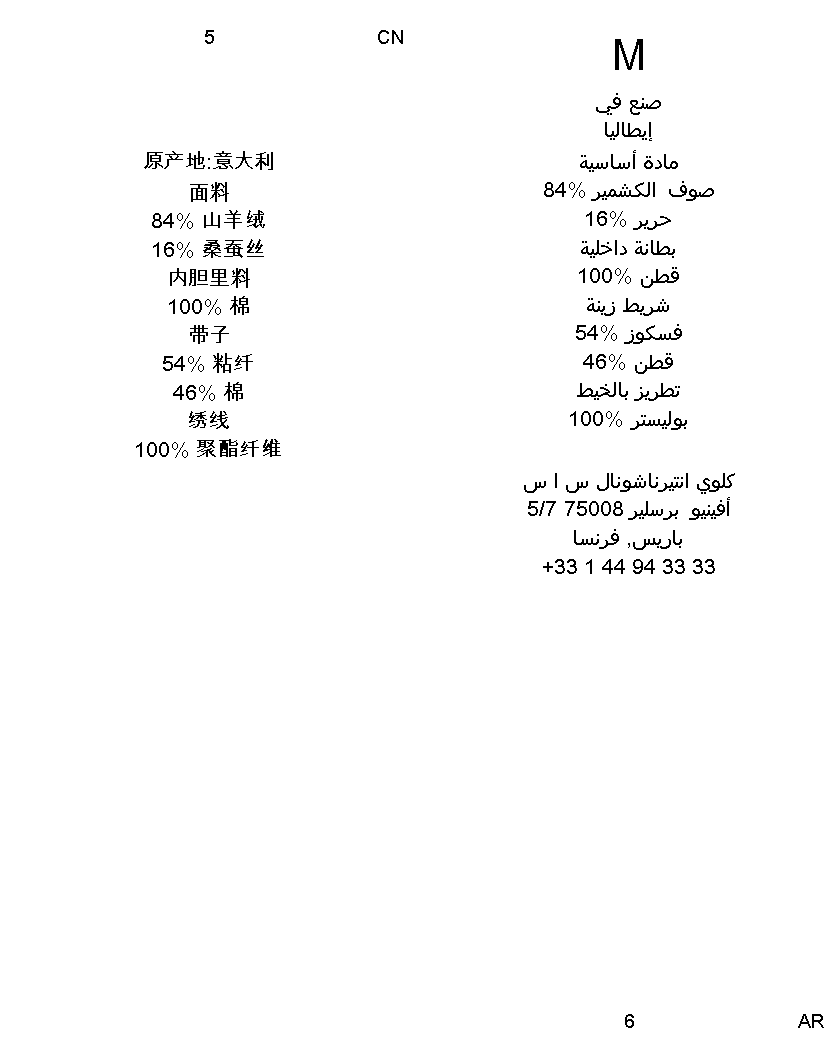 5
CN
原产地:意大利
面料
84% 山羊绒
16% 桑蚕丝
内胆里料
100% 棉
带子
54% 粘纤
46% 棉
绣线
100% 聚酯纤维
M
صنع في
إيطاليا
مادة أساسية
صوف الكشمير 84%
حرير 16%
بطانة داخلية
قطن 100%
شريط زينة
فسكوز 54%
قطن 46%
تطريز بالخيط
بوليستر 100%
كلوي انتيرناشونال س ا س
أفينيو برسلير 75008 5/7
باريس, فرنسا
+33 1 44 94 33 33
6
AR